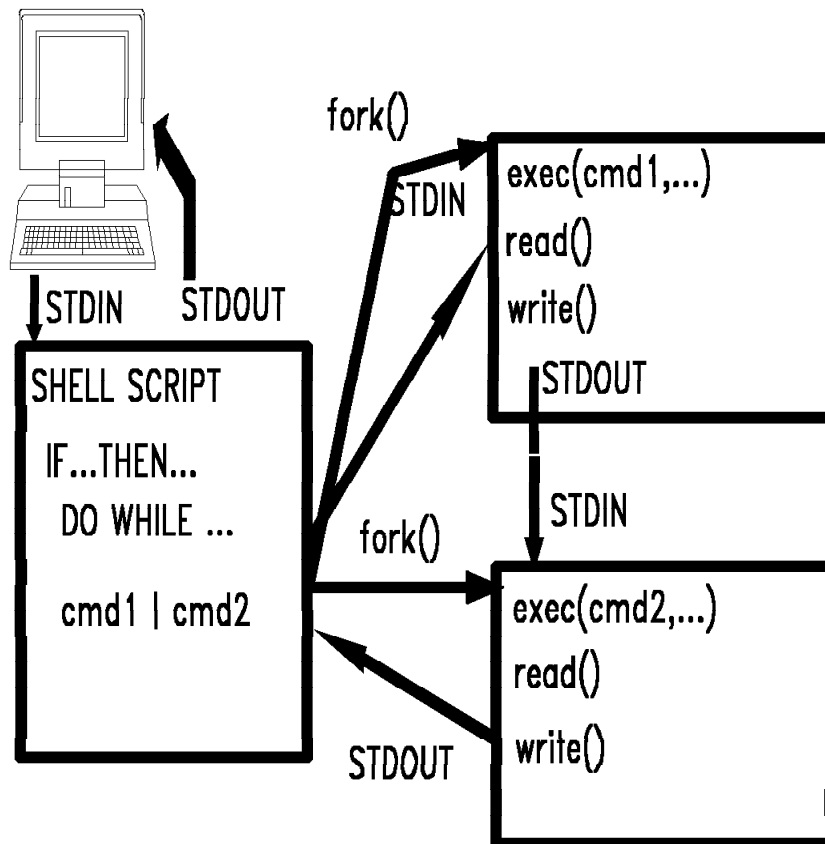 fork()
STDIN
exec(cmd1,...)
read()
write()
STDOUT
STDIN
STDOUT
SHELL SCRIPT
IF...THEN...
DO WHILE ...
cmd1 | cmd2
STDIN
fork()
exec(cmd2,...)
read()
write()
STDOUT